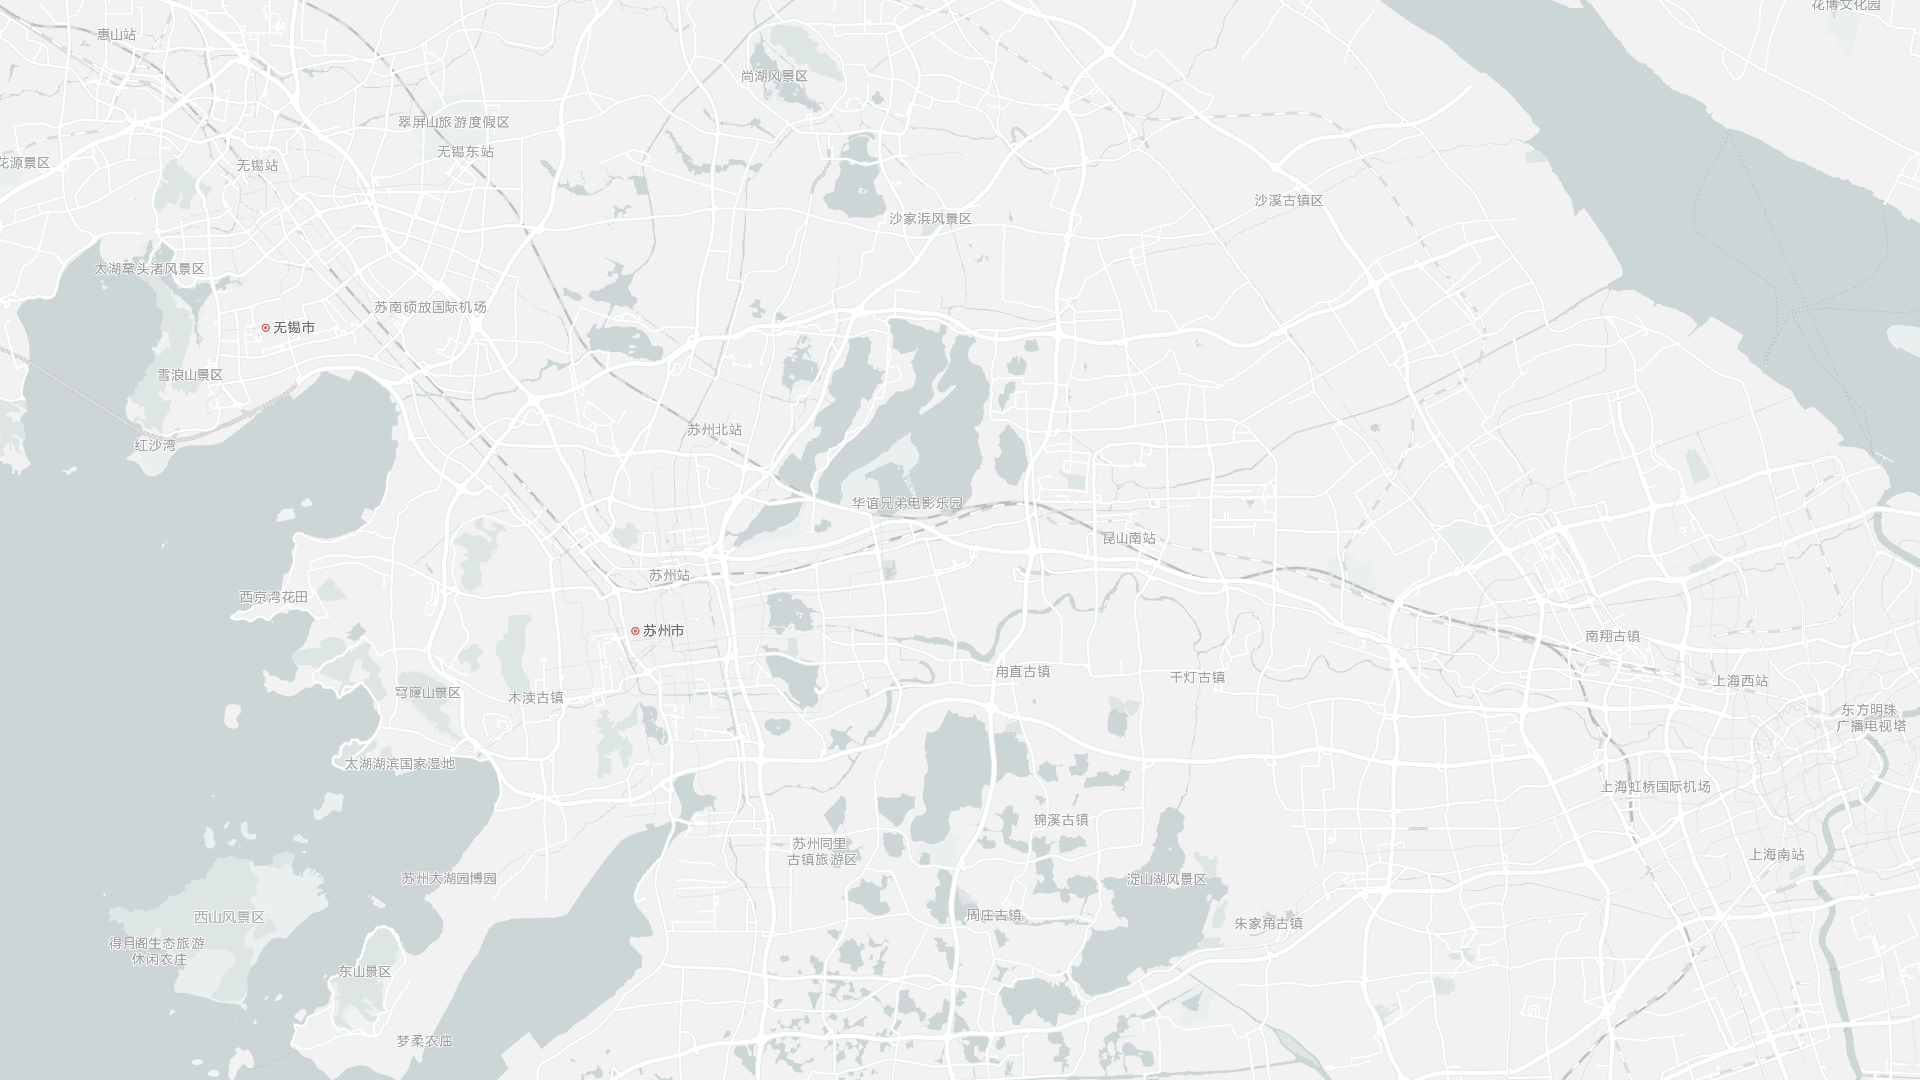 花博文化园
惠山站
尚湖风景区
翠屏山旅游度假区
无锡东站
花源景区
无锡站
沙溪古镇区
沙家浜风景区
太湖鼋头渚风景区
苏南硕放国际机场
无锡市
雪浪山景区
苏州北站
红沙湾
华谊兄弟电影乐园
昆山南站
苏州站
西京湾花田
苏州市
南翔古镇
甪直古镇
千灯古镇
上海西站
穹窿山景区
木渎古镇
东方明珠
广播电视塔
太湖湖滨国家湿地
上海虹桥国际机场
锦溪古镇
苏州同里
古镇旅游区
上海南站
苏州太湖园博园
淀山湖风景区
西山风景区
周庄古镇
朱家角古镇
得月阁生态旅游
休闲农庄
东山景区
梦柔农庄